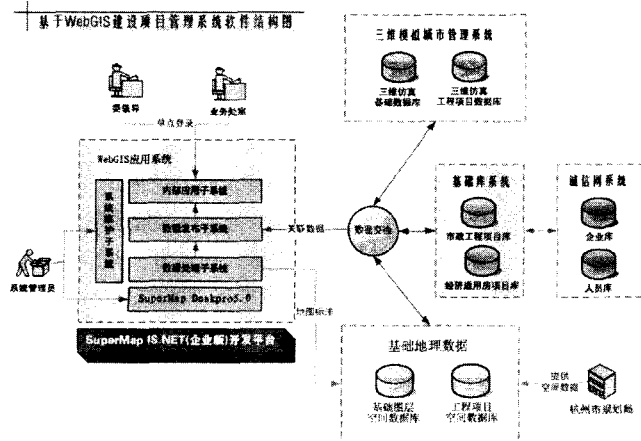 基于WebGIS建设项目管理系统软件结构图
三维模拟城市管理系统
三维仿真
基础数据库
三维仿真
工程项目数据库
委领导
业务处室
单点登录
WebGIS应用系统
系统维护子系统
内部应用子系统
数据发布子系统
数据处理子系统
SuperMap Deskpro5.0
SuperMap IS.NET(企业版)开发平台
系统管理员
关联数据
数据交换
地图标准
基础库系统
市政工程项目库
经济适用房项目库
诚信网系统
企业库
人员库
基础地理数据
基础图层
空间数据库
工程项目
空间数据库
提供
空间数据
杭州市规划局